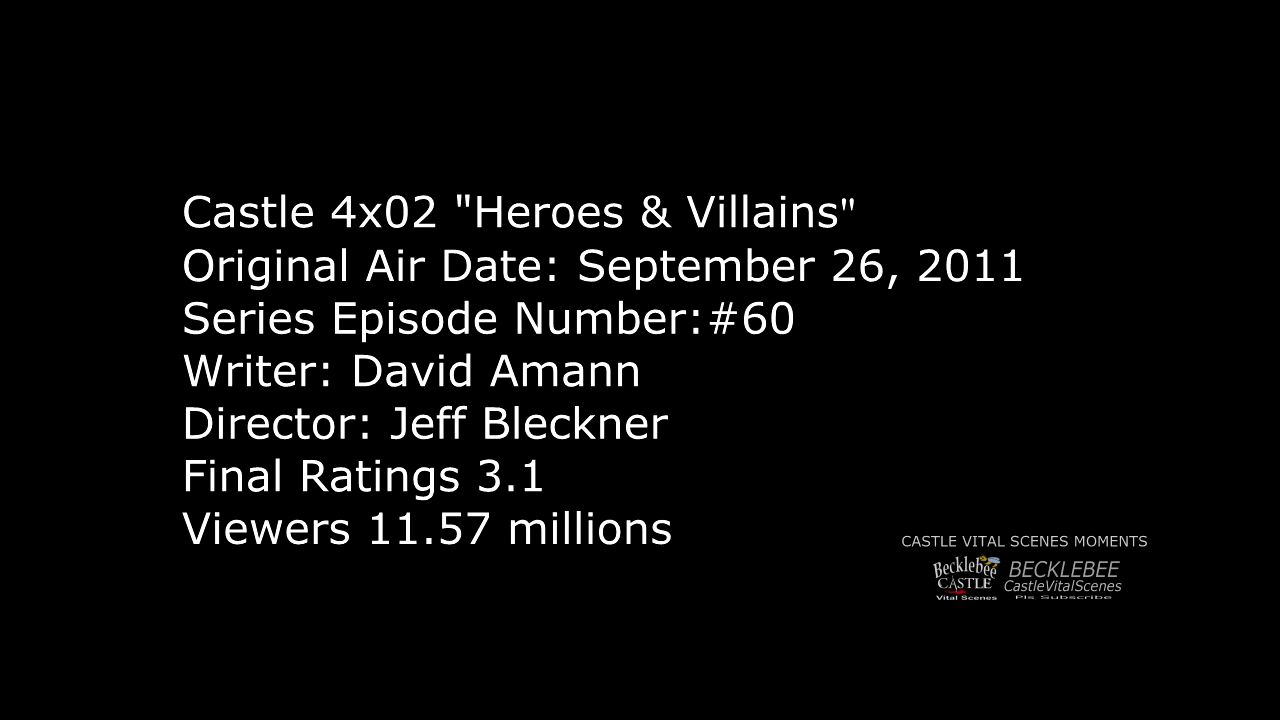 Castle 4x02 "Heroes & Villains"
Original Air Date: September 26, 2011
Series Episode Number:#60
Writer: David Amann
Director: Jeff Bleckner
Final Ratings 3.1
Viewers 11.57 millions
CASTLE VITAL SCENES MOMENTS
Becklebee
CASTLE
Vital Scenes
BECKLEBEE
CastleVitalScenes
Pls Subscribe